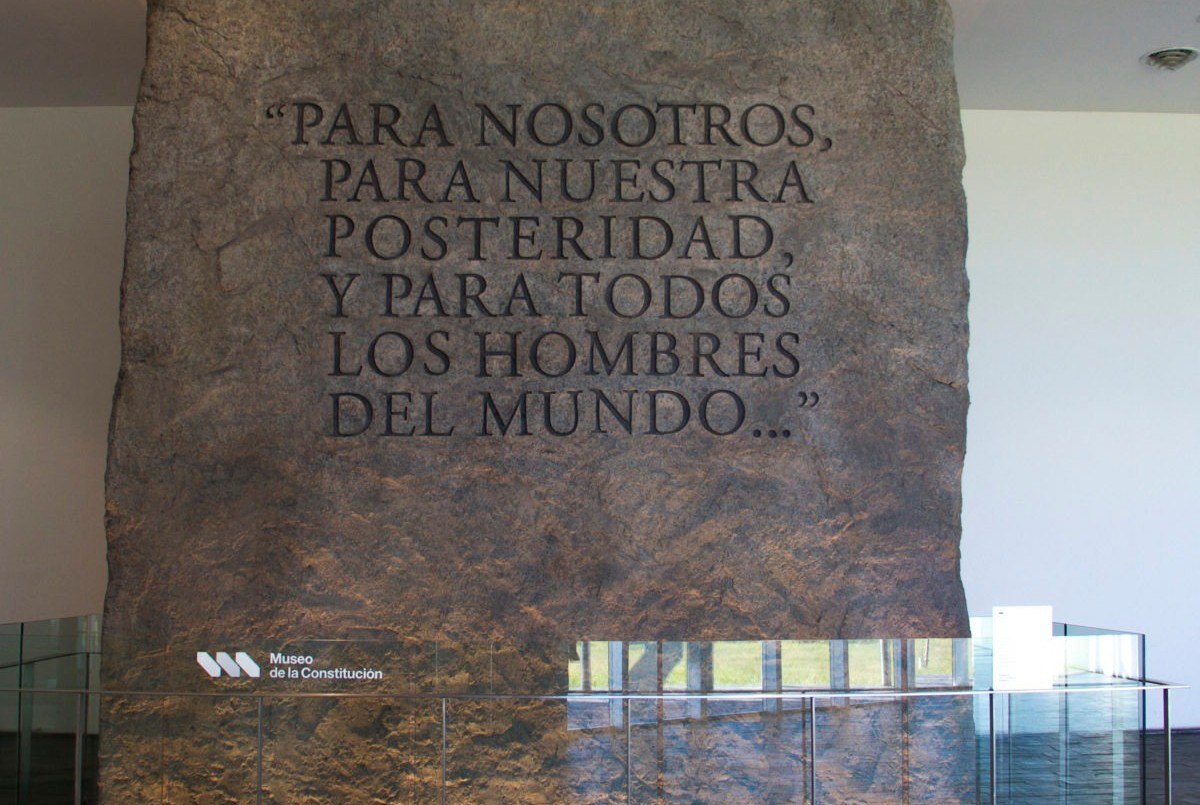 “PARA NOSOTROS,
PARA NUESTRA
POSTERIDAD,
Y PARA TODOS
LOS HOMBRES
DEL MUNDO...”
Museo
de la Constitución